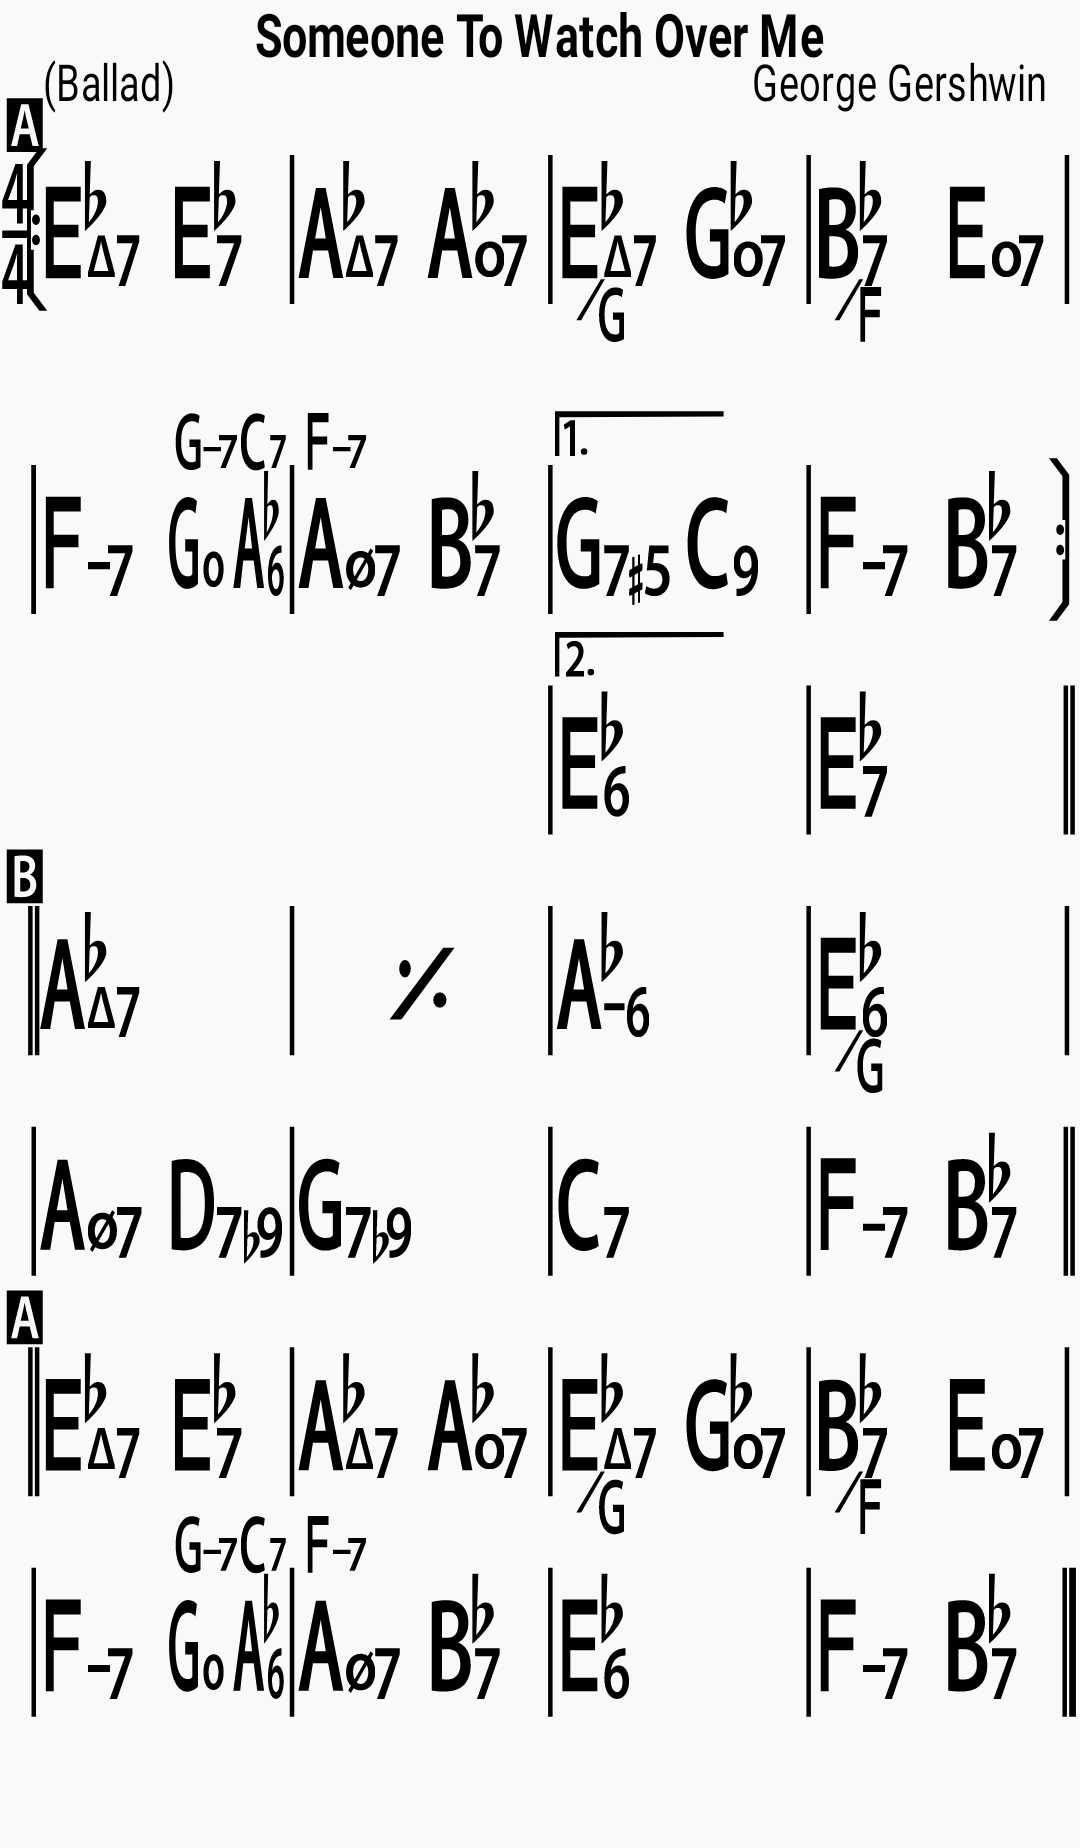 Someone To Watch Over Me
(Ballad) George Gershwin
A
4/4 E♭Δ7 E♭7 A♭Δ7 A♭o7 E♭Δ7/G G♭o7 B♭7/F Eo7
G-7 C7 F-7 1.
F-7 Go A♭6 Aø7 B♭7 G7♯5 C9 F-7 B♭7
2.
E♭6 E♭7
B
A♭Δ7 A♭-6 E♭6/G
Aø7 D7♭9 G7♭9 C7 F-7 B♭7
A
E♭Δ7 E♭7 A♭Δ7 A♭o7 E♭Δ7/G G♭o7 B♭7/F Eo7
G-7 C7 F-7
F-7 Go A♭6 Aø7 B♭7 E♭6 F-7 B♭7